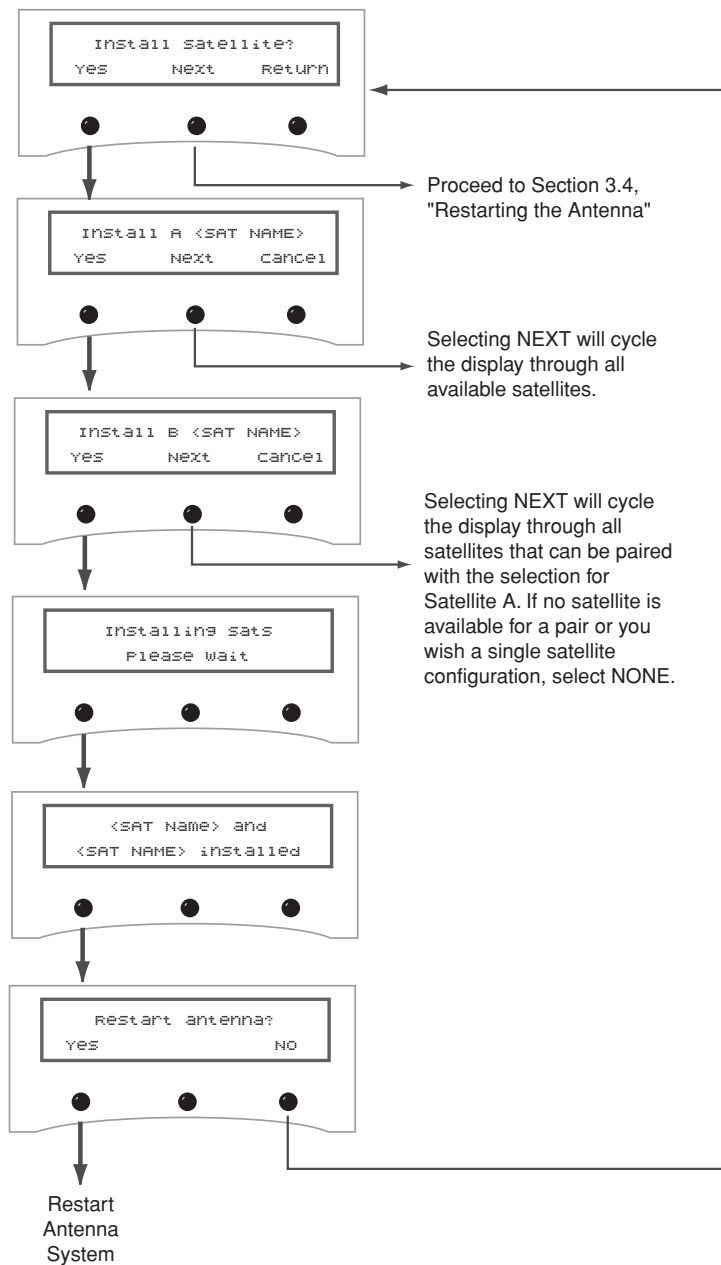 Install Satellite?
Yes Next Return
Proceed to Section 3.4,
"Restarting the Antenna"
Install A <SAT NAME>
Yes Next Cancel
Selecting NEXT will cycle
the display through all
available satellites.
Install B <SAT NAME>
Yes Next Cancel
Selecting NEXT will cycle
the display through all
satellites that can be paired
with the selection for
Satellite A. If no satellite is
available for a pair or you
wish a single satellite
configuration, select NONE.
Installing Sats
Please Wait
<SAT Name> and
<SAT NAME> installed
Restart antenna?
Yes No
Restart
Antenna
System